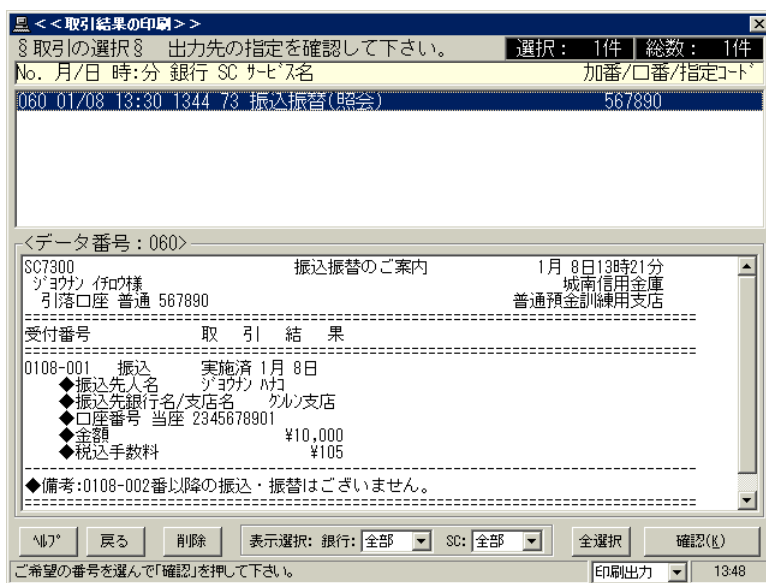 <<取引結果の印刷>>
§取引の選択§ 出力先の指定を確認して下さい。 選択： 1件 総数： 1件
No. 月/日 時:分 銀行 SC ｻｰﾋﾞｽ名 加番/口番/指定ｺｰﾄﾞ
060 01/08 13:30 1344 73 振込振替(照会) 567890
<データ番号：060>
SC7300 振込振替のご案内 1月 8日13時21分
ｼﾞﾖｳﾅﾝ ｲﾁﾛｳ様 城南信用金庫
引落口座 普通 567890 普通預金訓練用支店
受付番号 取 引 結 果
0108-001 振込 実施済 1月 8日
◆振込先人名 ｼﾞﾖｳﾅﾝ ﾊﾅｺ
◆振込先銀行名/支店名 ｸﾝﾚﾝ支店
◆口座番号 当座 2345678901
◆金額 ¥10,000
◆税込手数料 ¥105
◆備考:0108-002番以降の振込・振替はございません。
ﾍﾙﾌﾟ 戻る 削除 表示選択: 銀行: 全部 SC: 全部 全選択 確認(K)
ご希望の番号を選んで｢確認｣を押して下さい。 印刷出力 13:48